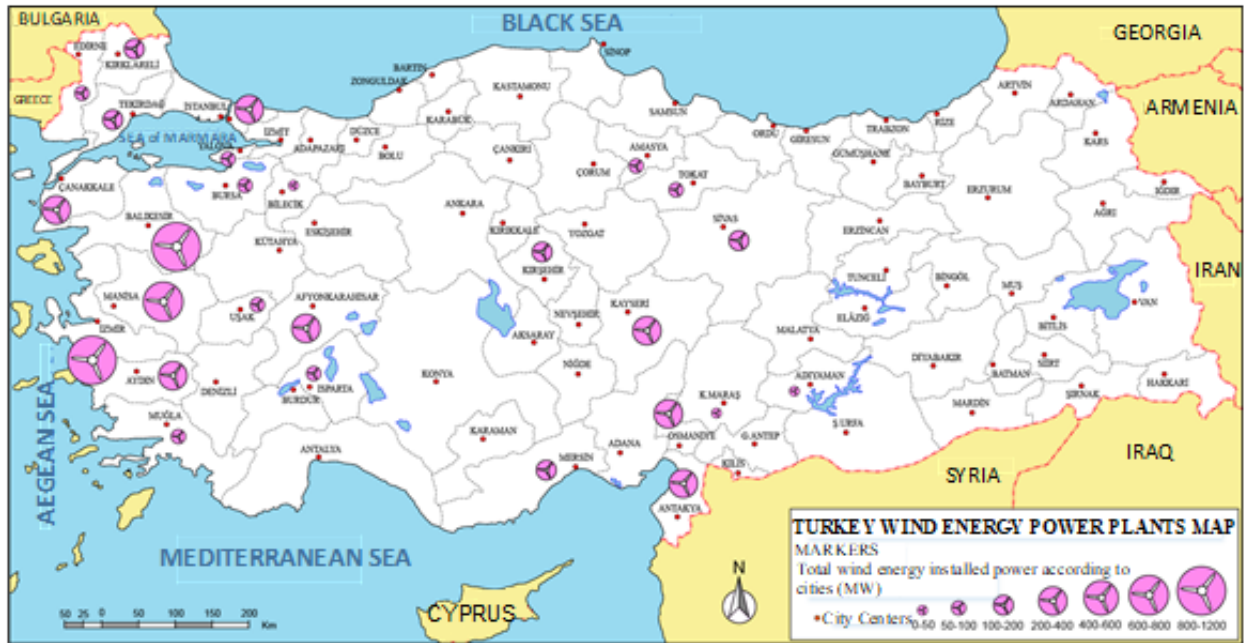 BULGARIA
BLACK SEA
GEORGIA
EDİRNE
KIRKLARELİ
SİNOP
BARTIN
ZONGULDAK
KASTAMONU
ARTVİN
ARDAHAN
GREECE
TEKİRDAĞ
İSTANBUL
SAMSUN
ARMENIA
KARABÜK
ORDU
GİRESUN
TRABZON
RİZE
SEA of MARMARA
İZMİT
ADAPAZARI
DÜZCE
BOLU
KARS
YALOVA
ÇANKIRI
ÇORUM
AMASYA
GÜMÜŞHANE
TOKAT
BAYBURT
ERZURUM
IĞDIR
ÇANAKKALE
BURSA
BİLECİK
ANKARA
AĞRI
BALIKESİR
ESKİŞEHİR
KIRIKKALE
YOZGAT
SİVAS
ERZİNCAN
KÜTAHYA
KIRŞEHİR
TUNCELİ
BİNGÖL
MUŞ
IRAN
MANİSA
UŞAK
AFYONKARAHİSAR
NEVŞEHİR
KAYSERİ
ELAZIĞ
VAN
İZMİR
AKSARAY
MALATYA
BİTLİS
AYDIN
DENİZLİ
BURDUR
ISPARTA
KONYA
NİĞDE
ADIYAMAN
DİYABAKIR
BATMAN
SİİRT
HAKKARİ
ŞIRNAK
K.MARAŞ
MARDİN
MUĞLA
KARAMAN
OSMANİYE
G.ANTEP
Ş.URFA
ANTALYA
MERSİN
ADANA
KİLİS
AEGEAN SEA
IRAQ
SYRIA
ANTAKYA
MEDITERRANEAN SEA
CYPRUS
TURKEY WIND ENERGY POWER PLANTS MAP
MARKERS
Total wind energy installed power according to
cities (MW)
City Centers
0-50 50-100 100-200 200-400 400-600 600-800 800-1200
N
50 25 0 50 100 150 200
Km